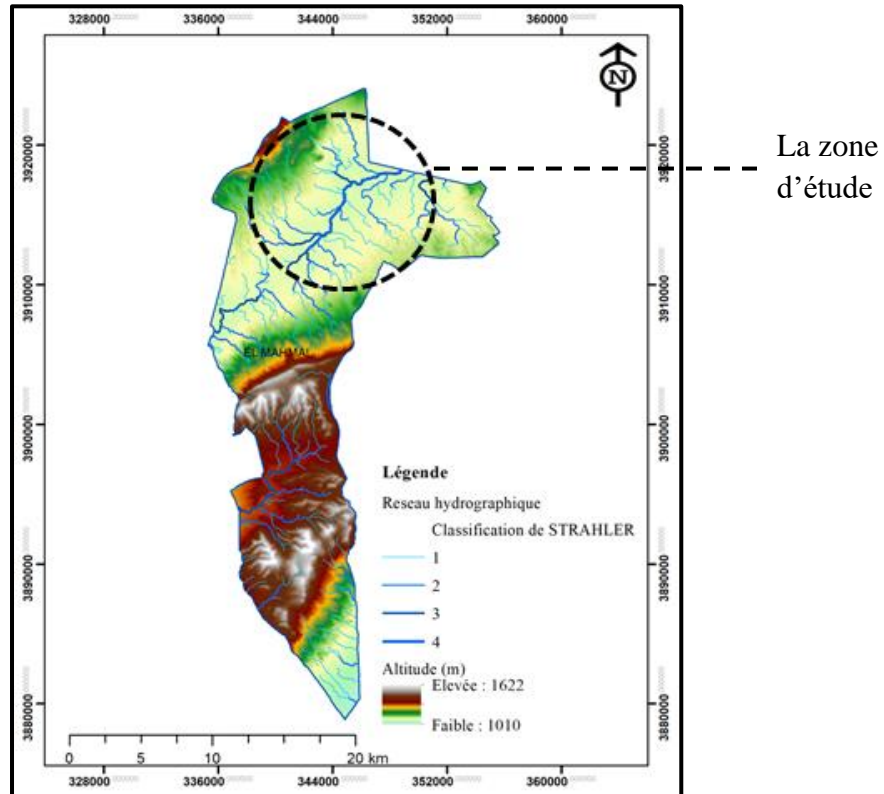 328000 336000 344000 352000 360000
N
3920000 3920000
La zone
d'étude
3910000 3910000
EL MAHMAL
3900000 3900000
Légende
Reseau hydrographique
Classification de STRAHLER
1
2
3
4
3890000 3890000
Altitude (m)
Elevée : 1622
Faible : 1010
3880000 3880000
0 5 10 20 km
328000 336000 344000 352000 360000